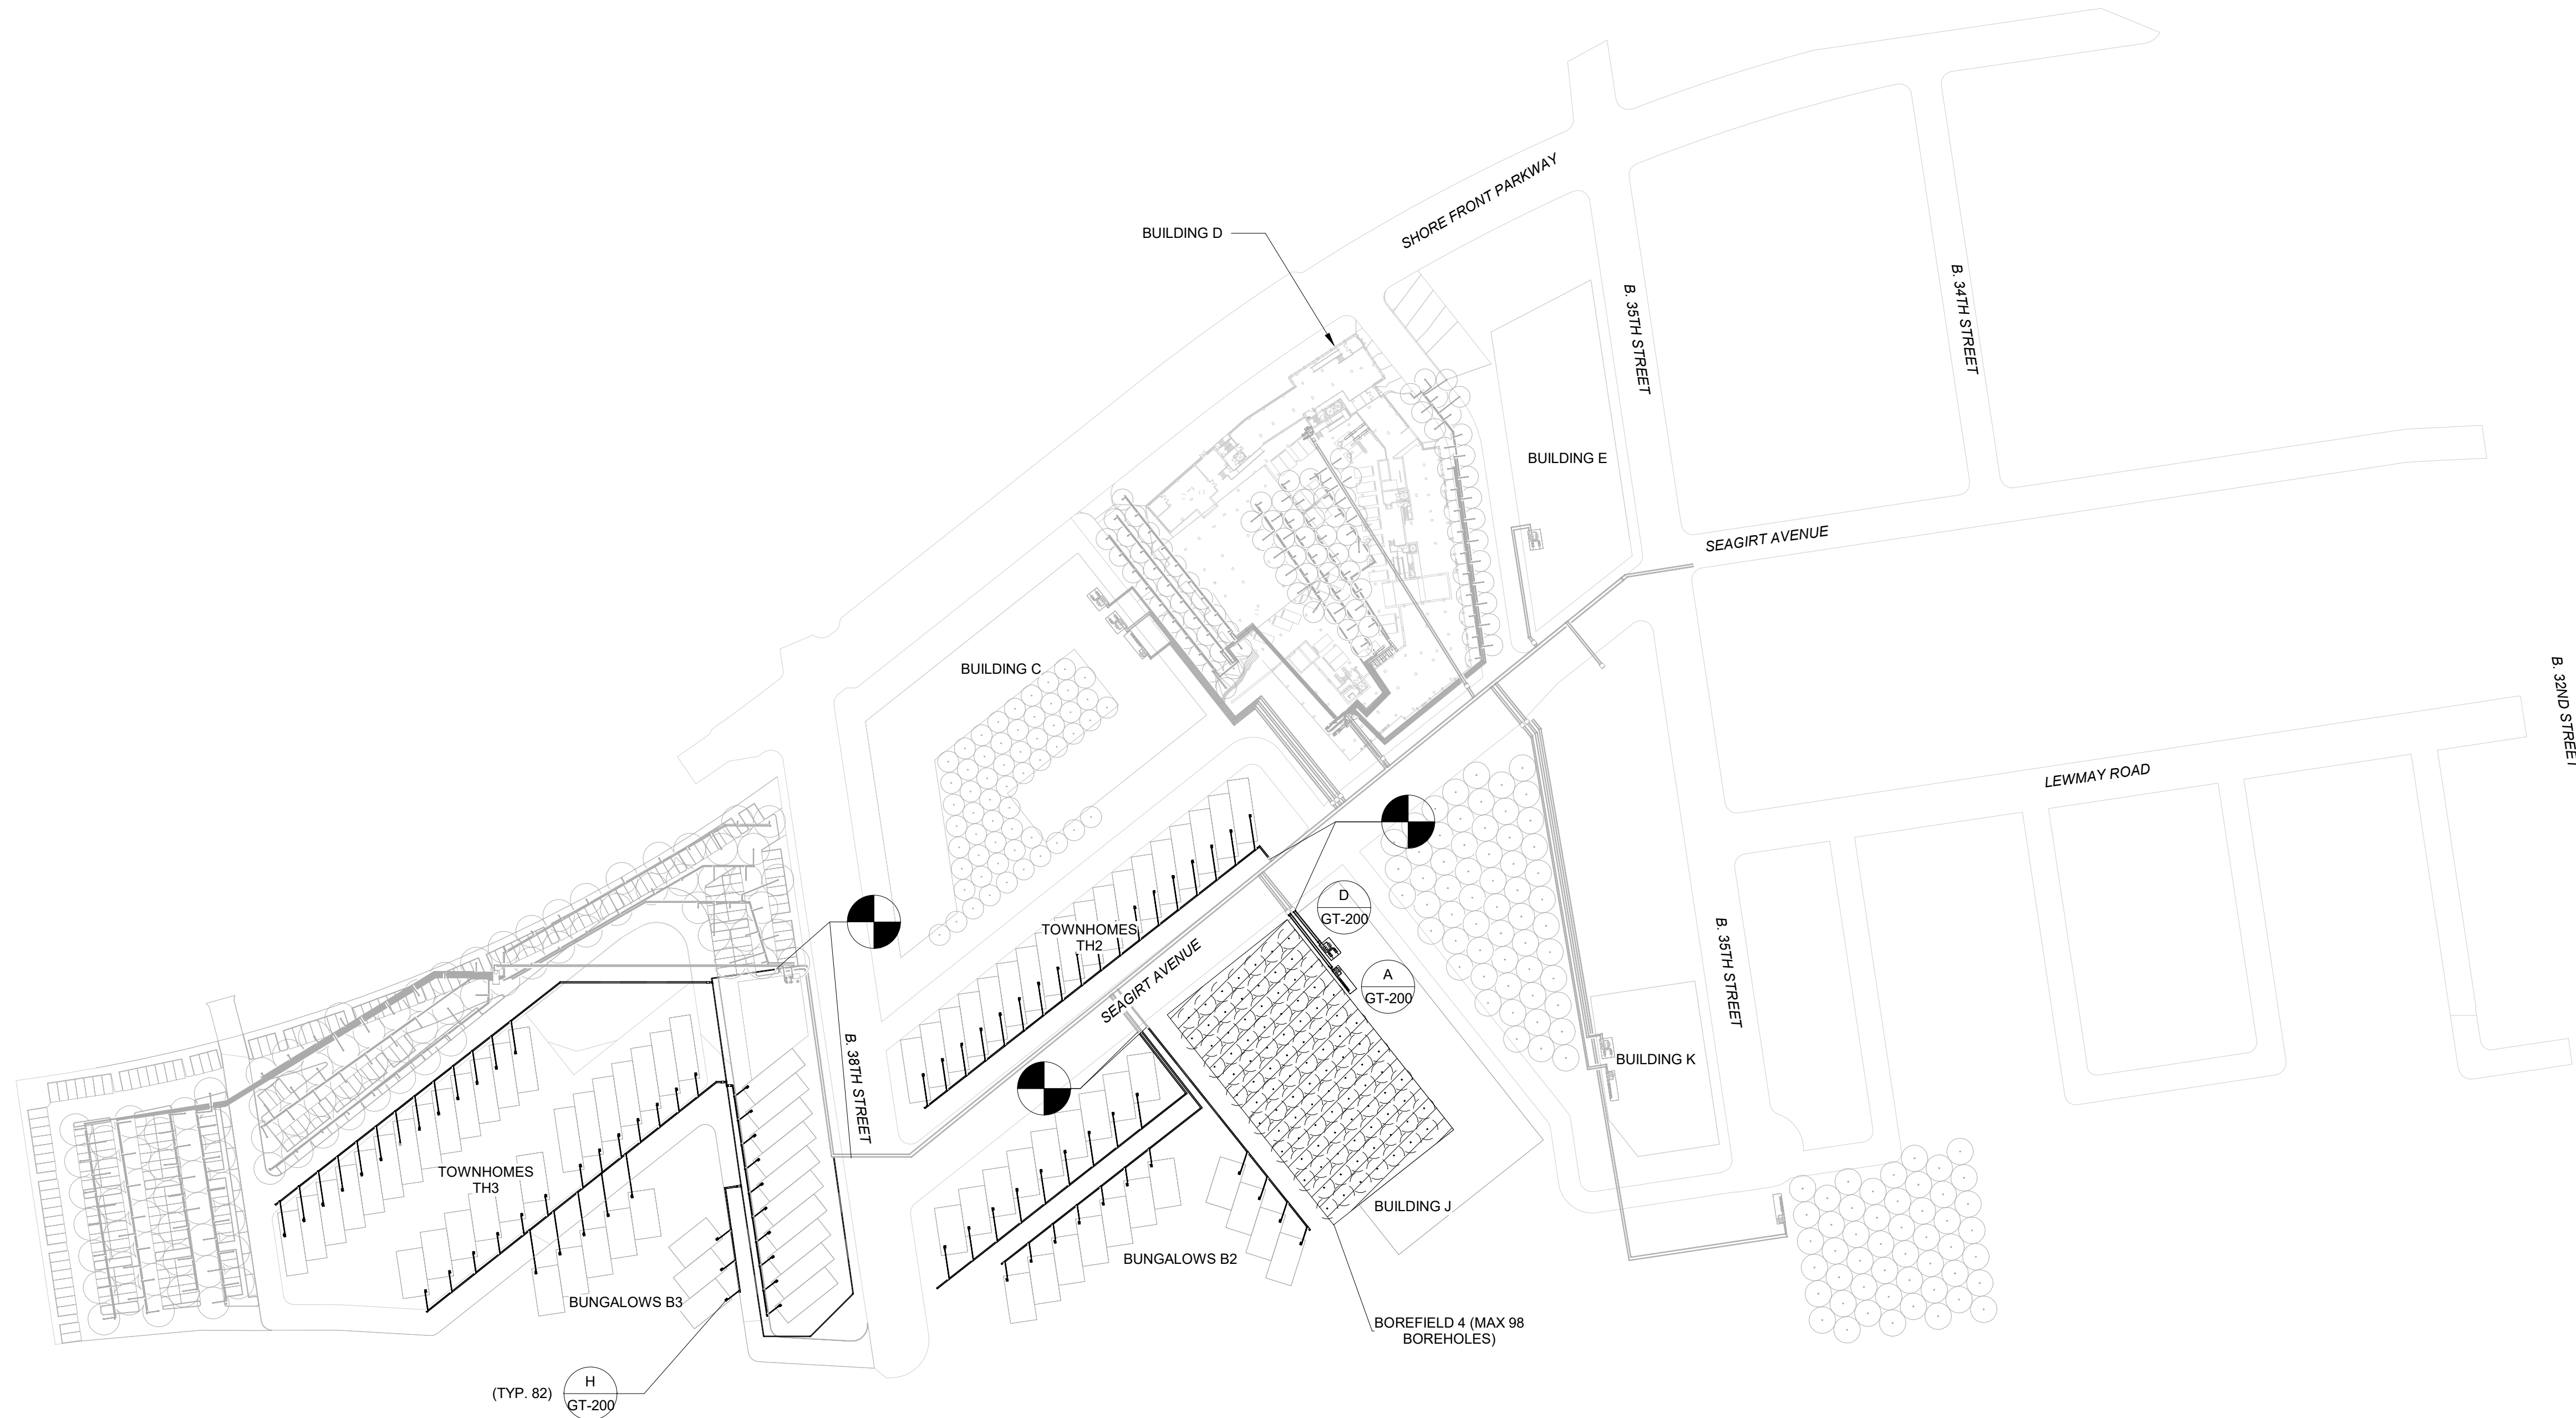 SHORE FRONT PARKWAY
BUILDING D
B. 35TH STREET
B. 34TH STREET
BUILDING E
SEAGIRT AVENUE
B. 32ND STREET
BUILDING C
LEWMAY ROAD
D
GT-200
TOWNHOMES
TH2
SEAGIRT AVENUE
A
GT-200
B. 35TH STREET
B. 38TH STREET
BUILDING K
TOWNHOMES
TH3
BUILDING J
BUNGALOWS B2
BUNGALOWS B3
BOREFIELD 4 (MAX 98
BOREHOLES)
(TYP. 82)
H
GT-200